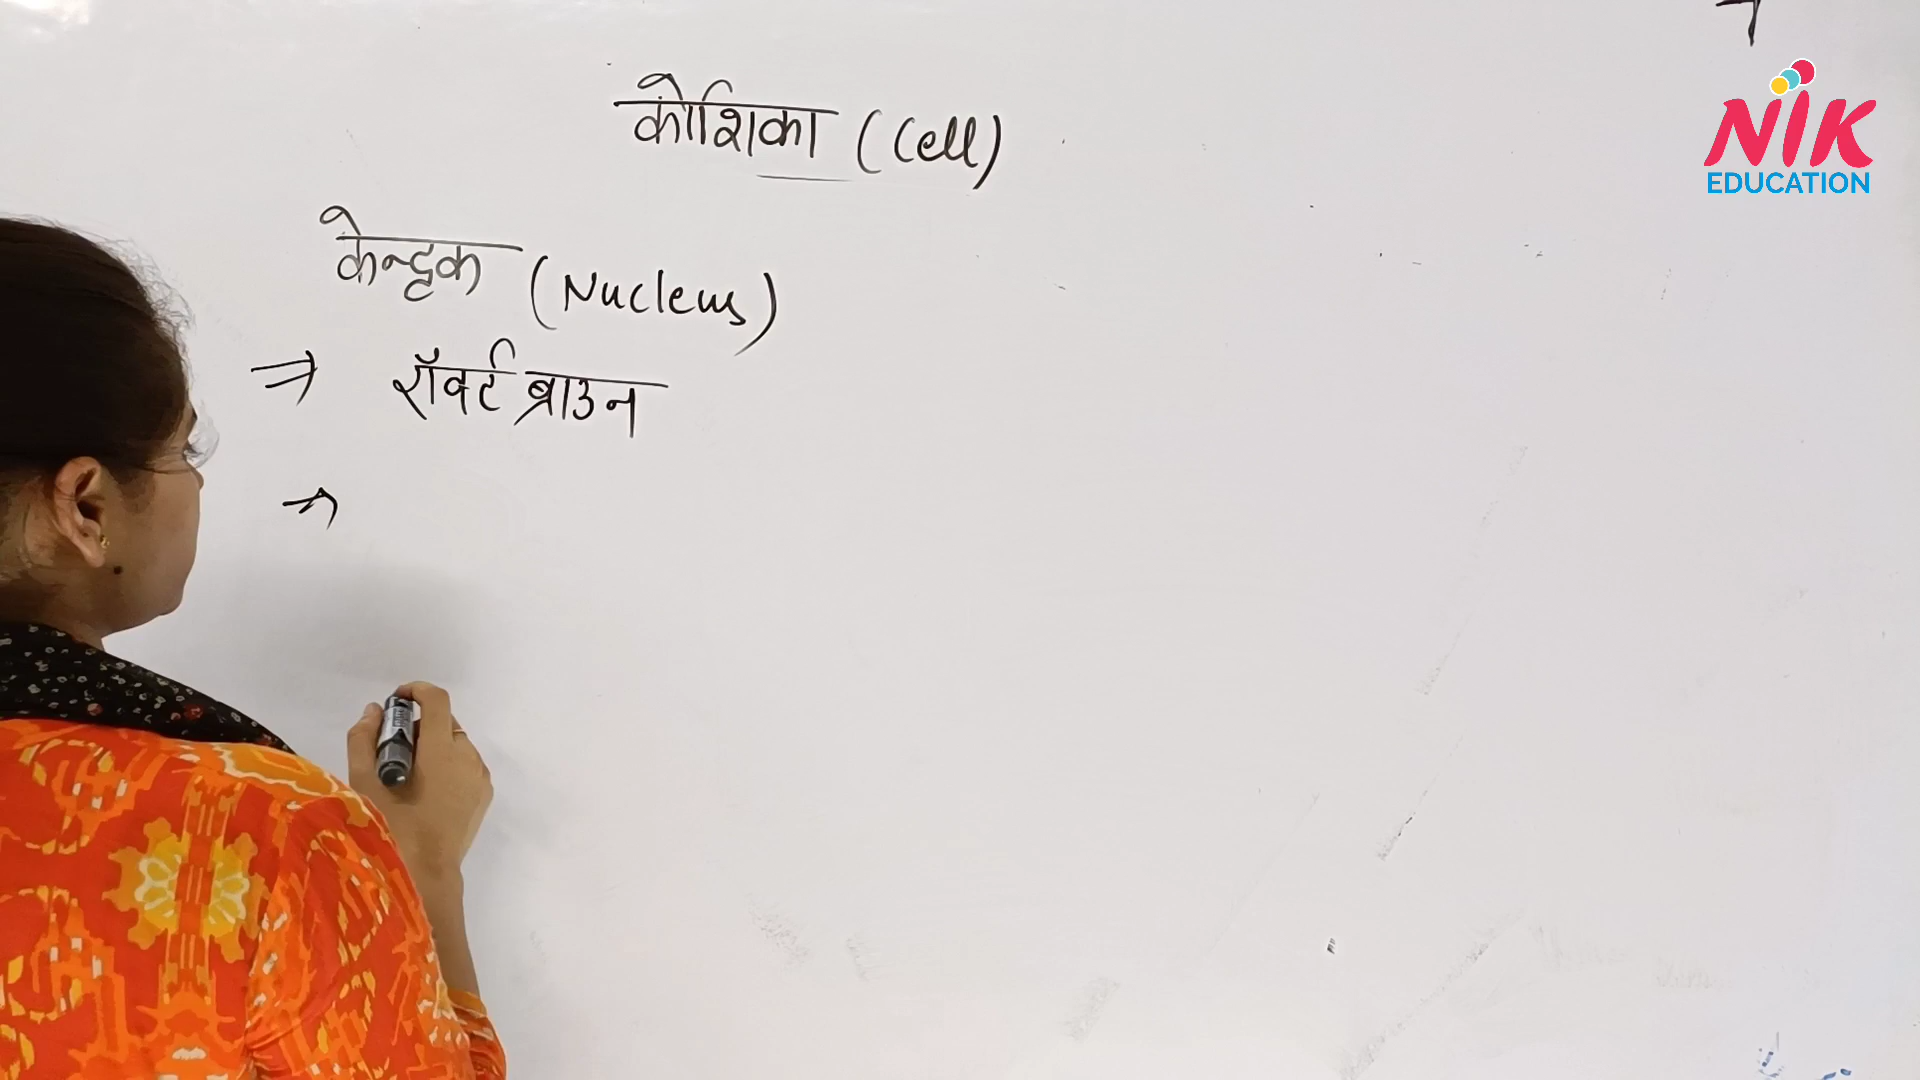 कोशिका (Cell)
NIK
EDUCATION
केन्द्रक (Nucleus)
⇒ रॉबर्ट ब्राउन
→